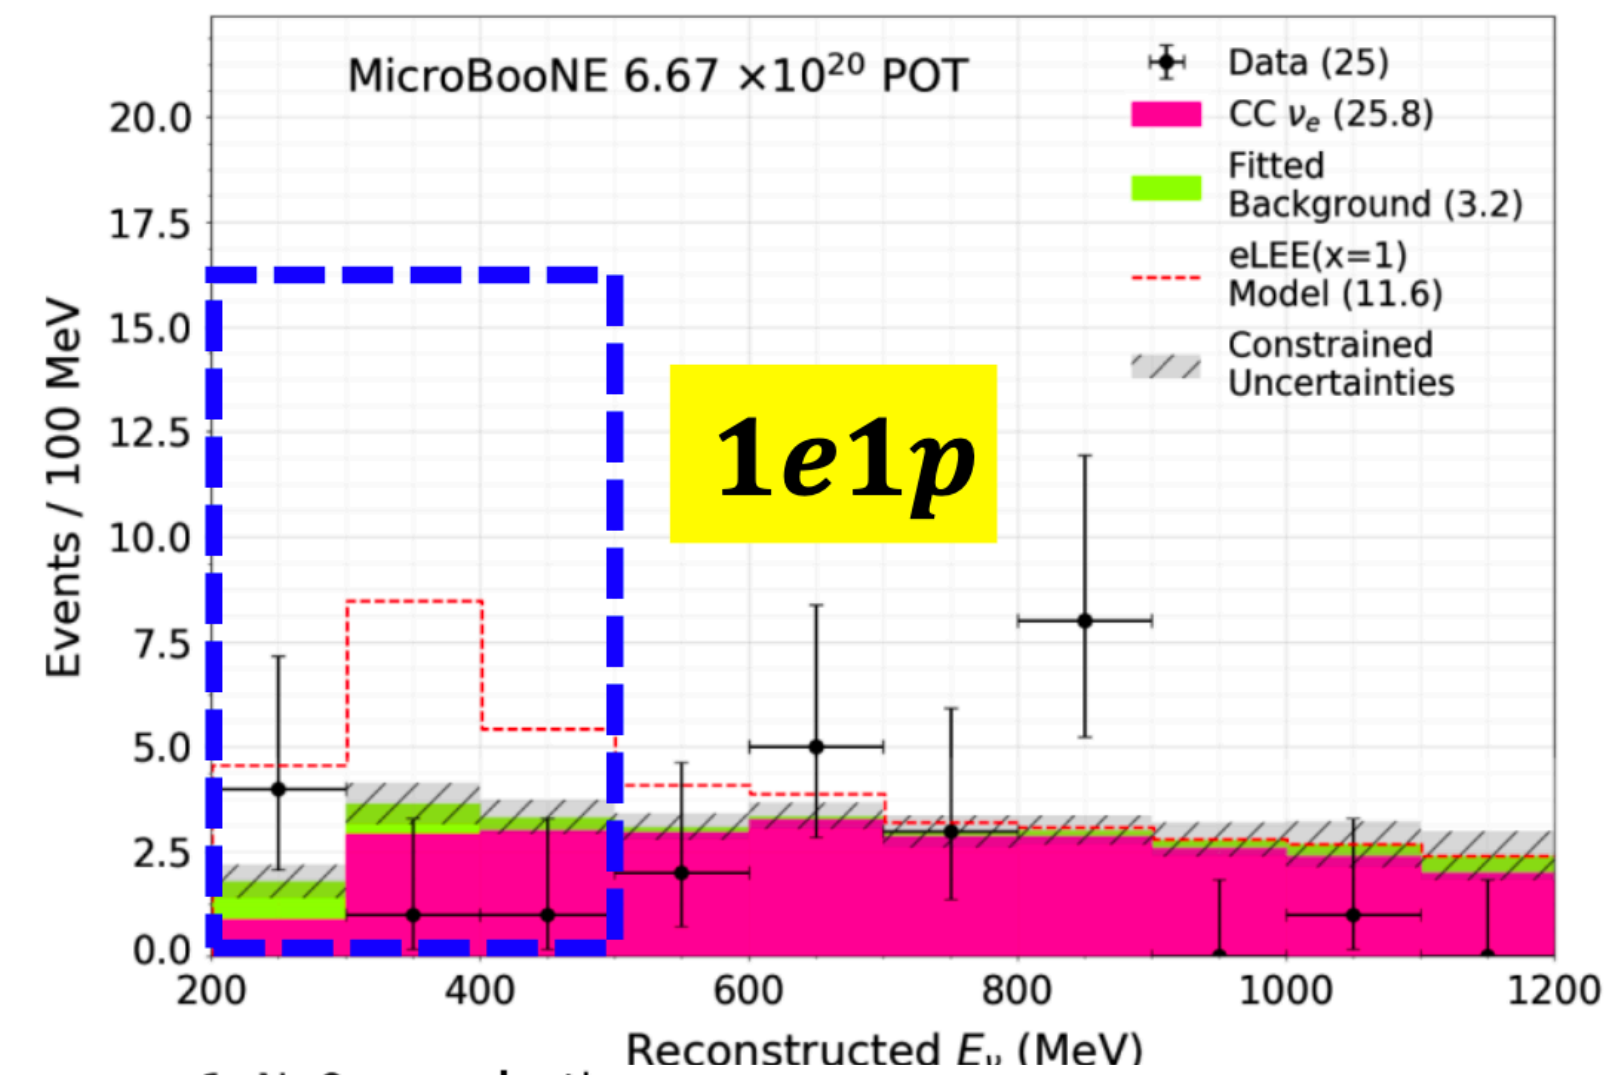 MicroBooNE 6.67 ×10²⁰ POT
Data (25)
CC νₑ (25.8)
Fitted
Background (3.2)
eLEE(x=1)
Model (11.6)
Constrained
Uncertainties
1e1p
Events / 100 MeV
20.0
17.5
15.0
12.5
10.0
7.5
5.0
2.5
0.0
200 400 600 800 1000 1200
Reconstructed Eν (MeV)